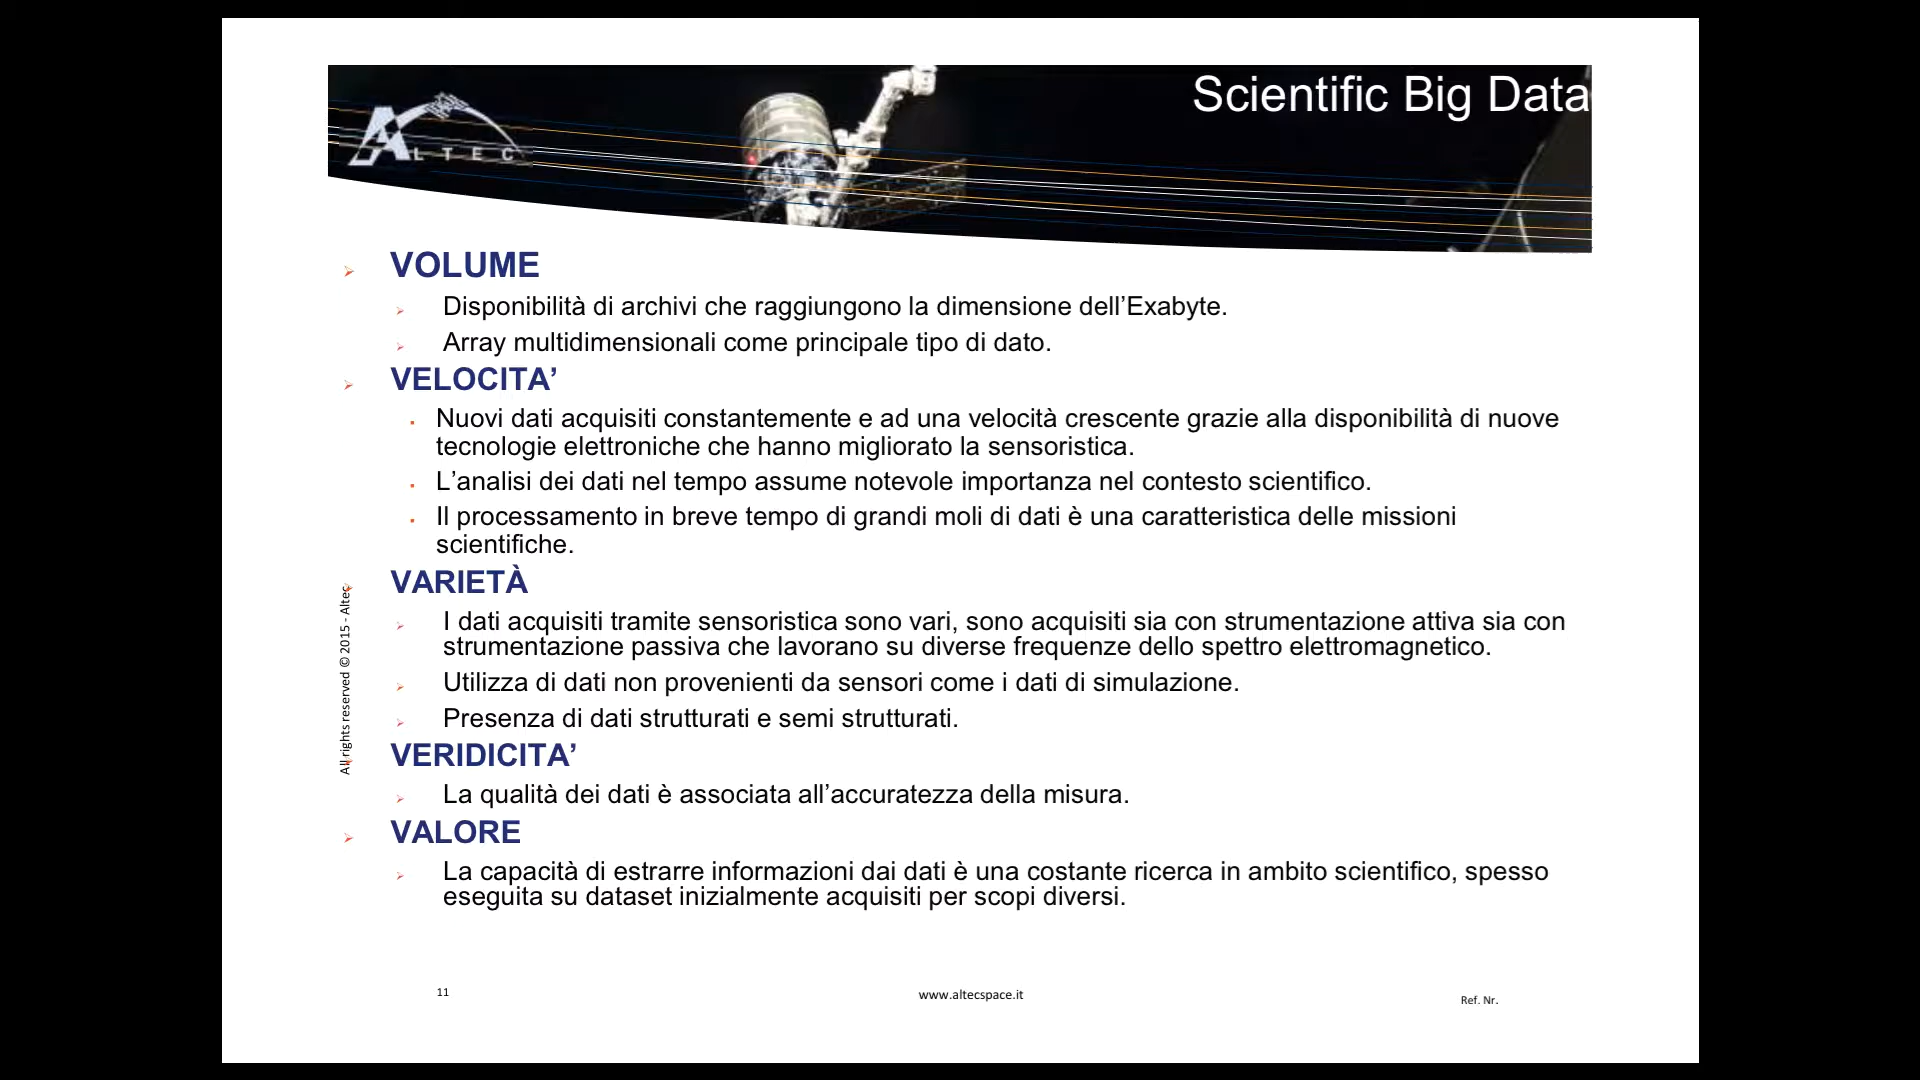 Scientific Big Data
ALTEC
VOLUME
Disponibilità di archivi che raggiungono la dimensione dell’Exabyte.
Array multidimensionali come principale tipo di dato.
VELOCITA’
Nuovi dati acquisiti constantemente e ad una velocità crescente grazie alla disponibilità di nuove
tecnologie elettroniche che hanno migliorato la sensoristica.
L’analisi dei dati nel tempo assume notevole importanza nel contesto scientifico.
Il processamento in breve tempo di grandi moli di dati è una caratteristica delle missioni
scientifiche.
VARIETÀ
I dati acquisiti tramite sensoristica sono vari, sono acquisiti sia con strumentazione attiva sia con
strumentazione passiva che lavorano su diverse frequenze dello spettro elettromagnetico.
Utilizza di dati non provenienti da sensori come i dati di simulazione.
Presenza di dati strutturati e semi strutturati.
VERIDICITA’
La qualità dei dati è associata all’accuratezza della misura.
VALORE
La capacità di estrarre informazioni dai dati è una costante ricerca in ambito scientifico, spesso
eseguita su dataset inizialmente acquisiti per scopi diversi.
All rights reserved © 2015 - Altec
11
www.altecspace.it
Ref. Nr.